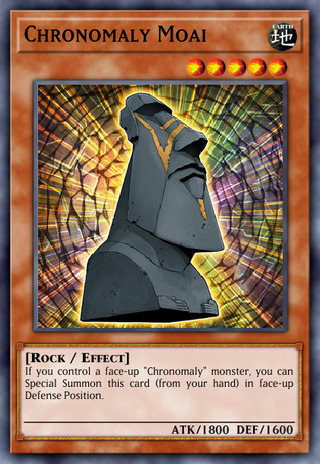 Chronomaly Moai
EARTH
地
[Rock / Effect]
If you control a face-up "Chronomaly" monster, you can
Special Summon this card (from your hand) in face-up
Defense Position.
ATK/1800 DEF/1600